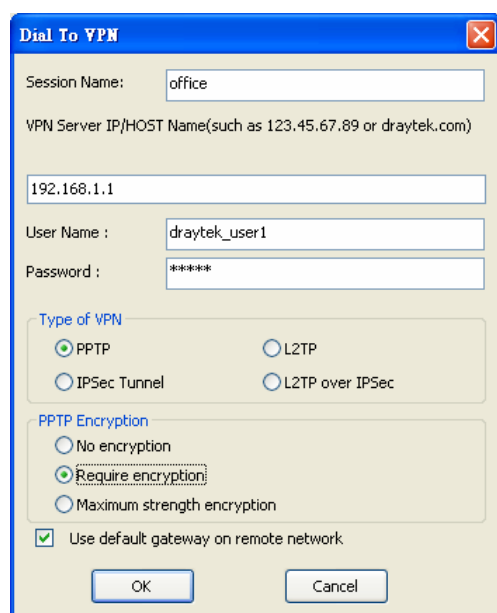 Dial To VPN
Session Name: office
VPN Server IP/HOST Name(such as 123.45.67.89 or draytek.com)
192.168.1.1
User Name : draytek_user1
Password : *****
Type of VPN
PPTP L2TP
IPSec Tunnel L2TP over IPSec
PPTP Encryption
No encryption
Require encryption
Maximum strength encryption
Use default gateway on remote network
OK Cancel